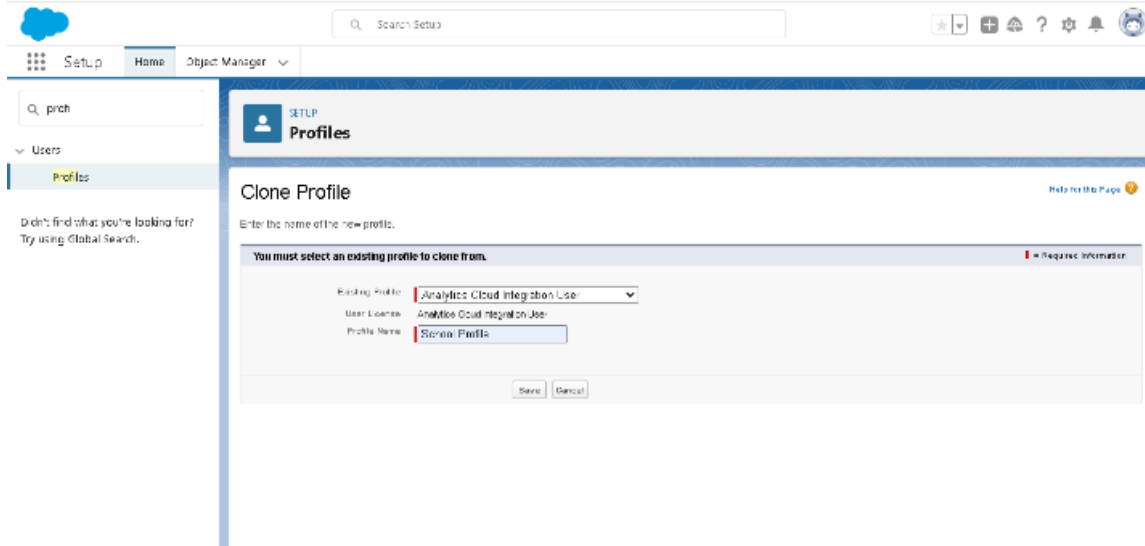 Search Setup
Setup
Home
Object Manager
Users
Profiles
Didn't find what you're looking for?
Try using Global Search.
SETUP
Profiles
Clone Profile
Help for this Page
Enter the name of the new profile.
You must select an existing profile to clone from.
= Required Information
Existing Profile
Analytics Cloud Integration User
User License
Analytics Cloud Integration User
Profile Name
School Profile
Save
Cancel